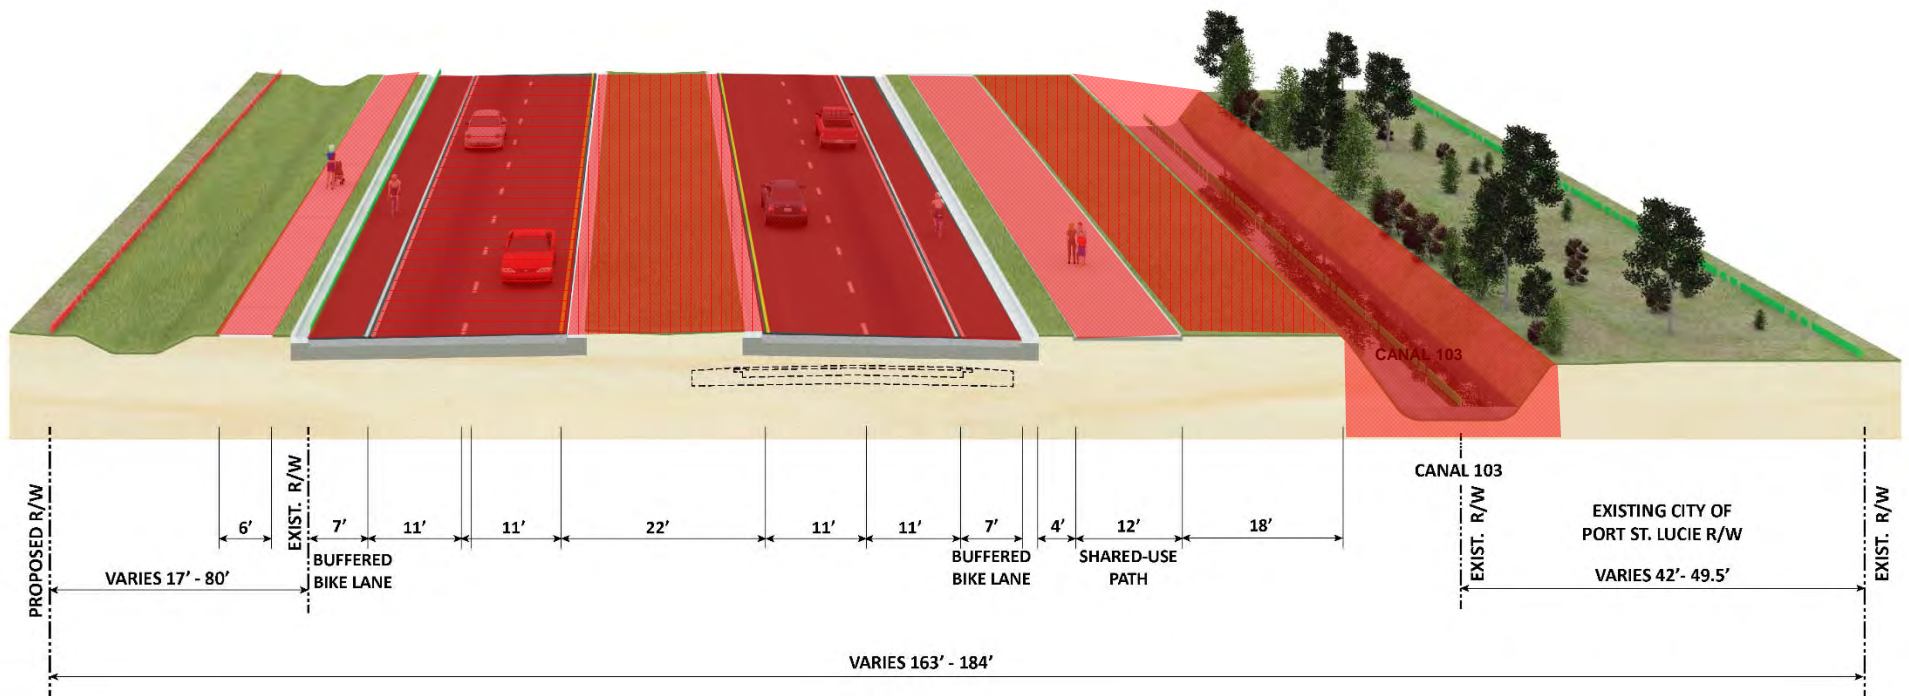 CANAL 103
CANAL 103
PROPOSED R/W
EXIST. R/W
EXIST. R/W
EXIST. R/W
6’
7’
11’
11’
22’
11’
11’
7’
4’
12’
18’
BUFFERED
BIKE LANE
BUFFERED
BIKE LANE
SHARED-USE
PATH
EXISTING CITY OF
PORT ST. LUCIE R/W
VARIES 17’ - 80’
VARIES 42’- 49.5’
VARIES 163’ - 184’